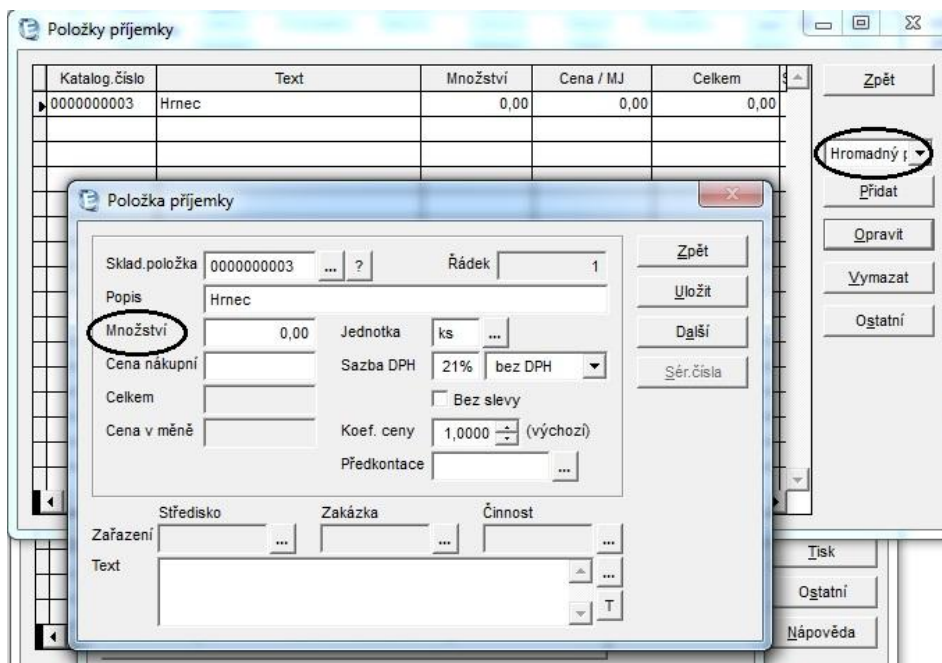 Položky příjemky
Katalog.číslo Text Množství Cena / MJ Celkem
0000000003 Hrnec 0,00 0,00 0,00
Zpět
Hromadný
Přidat
Opravit
Vymazat
Ostatní
Položka příjemky
Sklad.položka 0000000003 ... ? Řádek 1
Popis Hrnec
Množství 0,00 Jednotka ks ...
Cena nákupní Sazba DPH 21% bez DPH
Celkem Bez slevy
Cena v měně Koef. ceny 1,0000 (výchozí)
Předkontace ...
Zpět
Uložit
Další
Sér.čísla
Středisko Zakázka Činnost
Zařazení ... ... ...
Text ...
T
Tisk
Ostatní
Nápověda